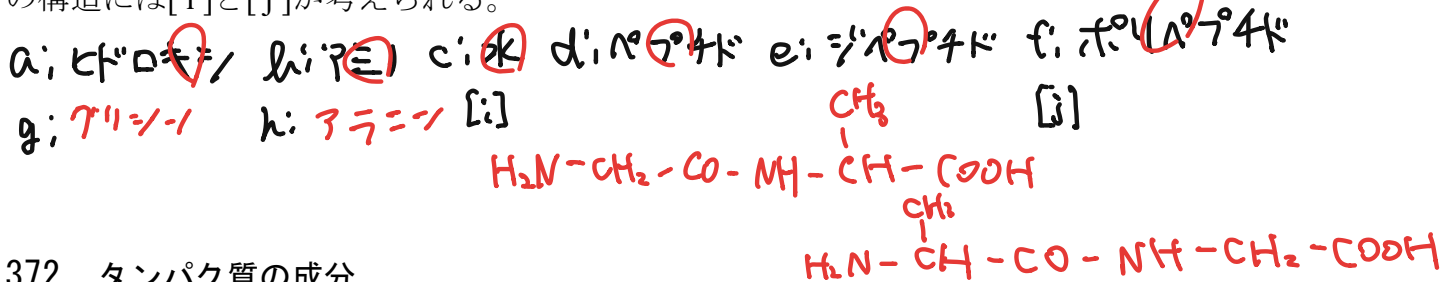 の構造には[i]と[j]が考えられる。
a; ヒドロキシ b; アミノ c; 水 d; ペプチド e; ジペプチド f; ポリペプチド
g; グリシン h: アラニン [i] [j]
CH₃
H₂N-CH₂-CO-NH-CH-COOH
CH₃
H₂N-CH-CO-NH-CH₂-COOH
372 タンパク質の成分